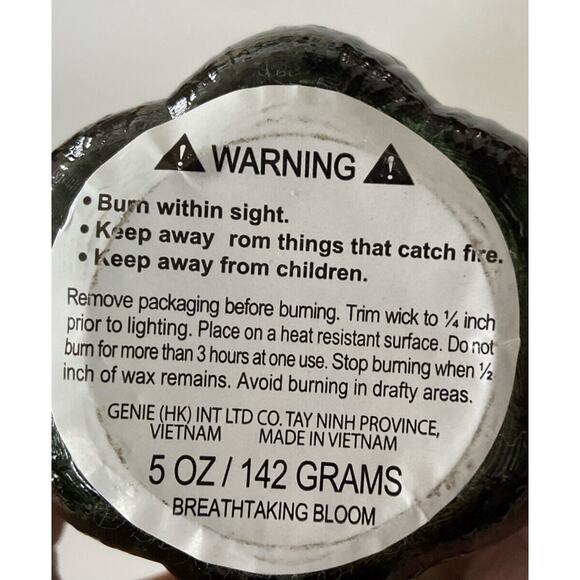 WARNING
• Burn within sight.
• Keep away rom things that catch fire.
• Keep away from children.
Remove packaging before burning. Trim wick to ¼ inch
prior to lighting. Place on a heat resistant surface. Do not
burn for more than 3 hours at one use. Stop burning when ½
inch of wax remains. Avoid burning in drafty areas.
GENIE (HK) INT LTD CO. TAY NINH PROVINCE,
VIETNAM MADE IN VIETNAM
5 OZ / 142 GRAMS
BREATHTAKING BLOOM